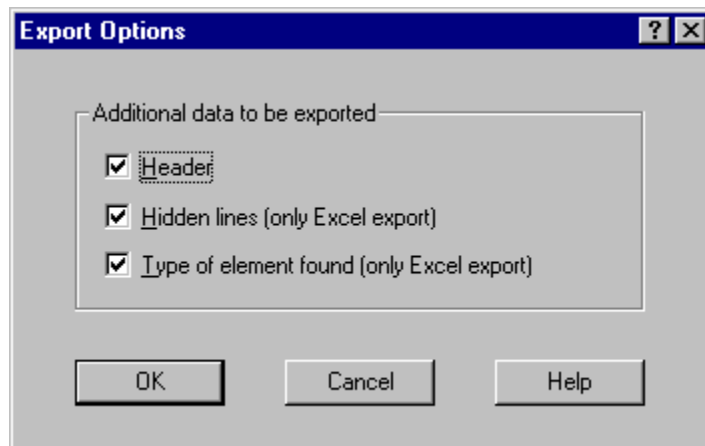 Export Options
Additional data to be exported
Header
Hidden lines (only Excel export)
Type of element found (only Excel export)
OK
Cancel
Help